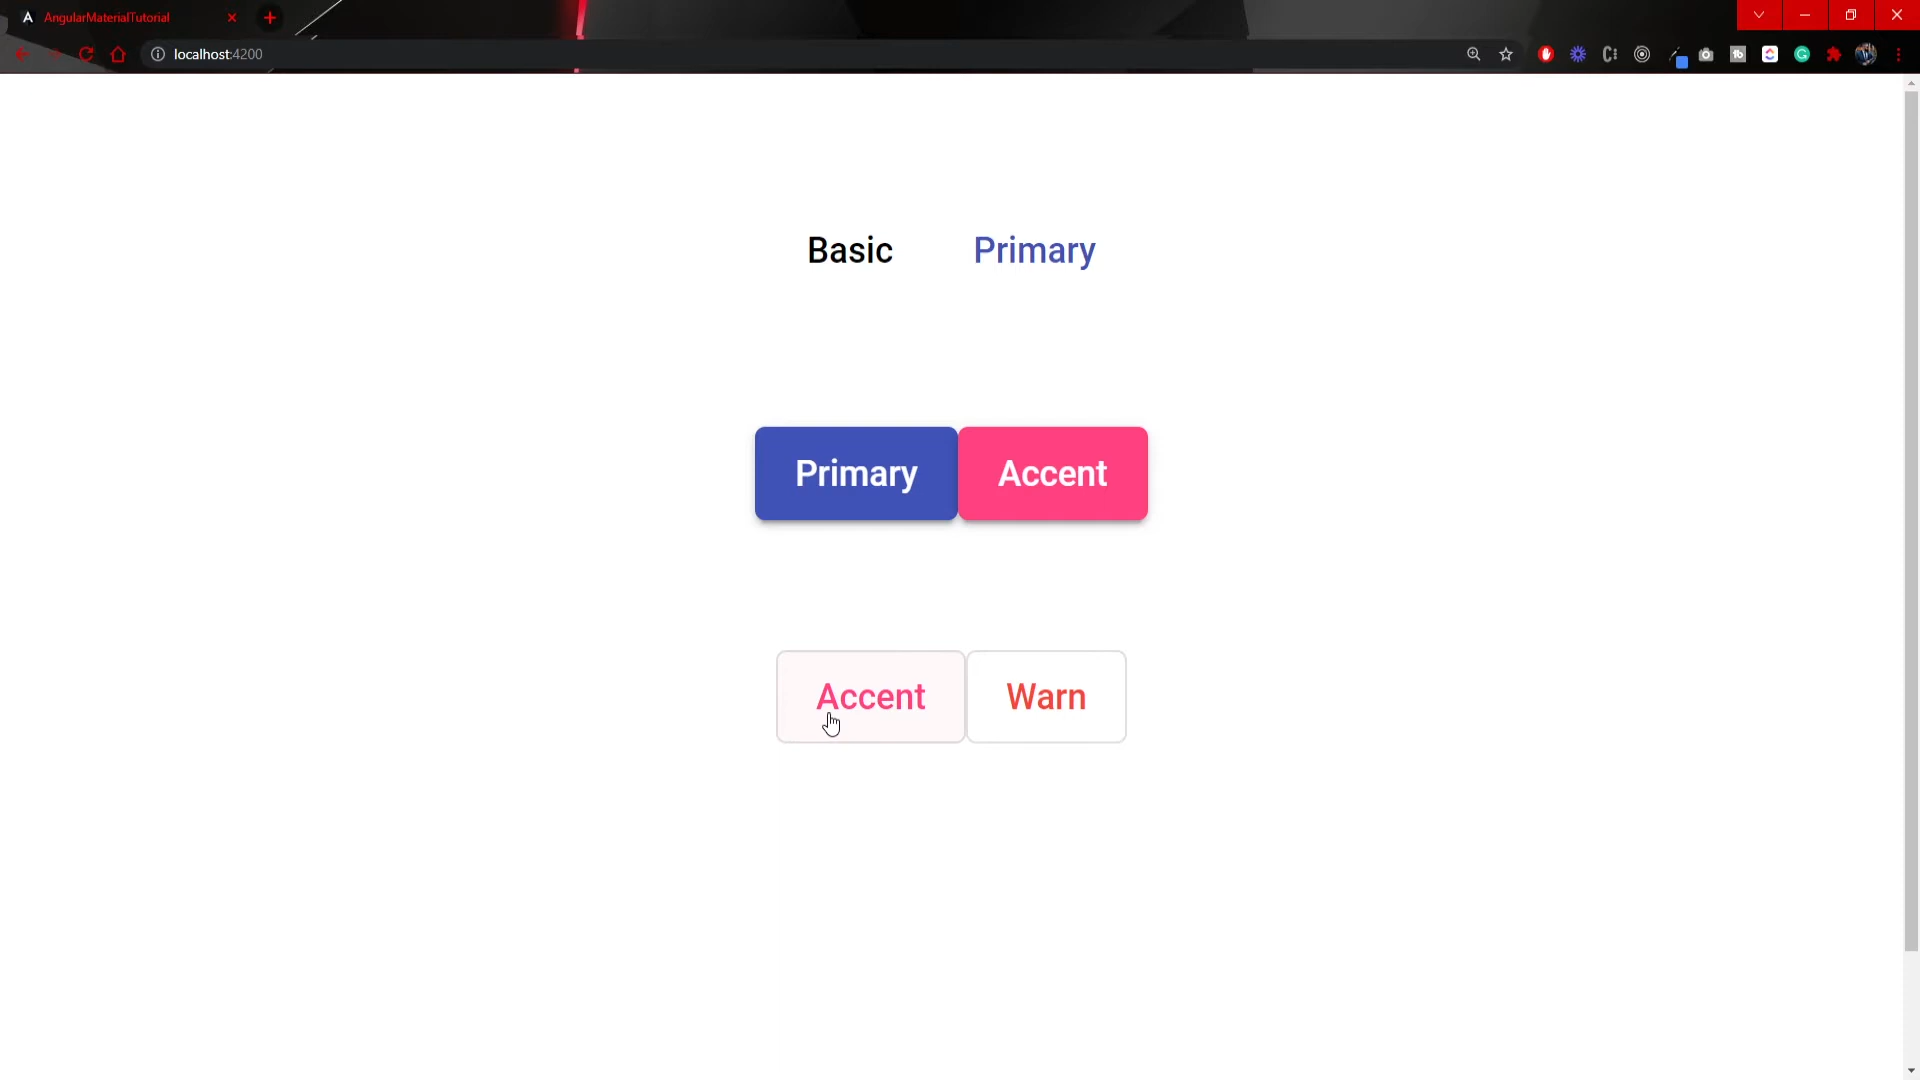 AngularMaterialTutorial
localhost:4200
Basic Primary
Primary Accent
Accent Warn